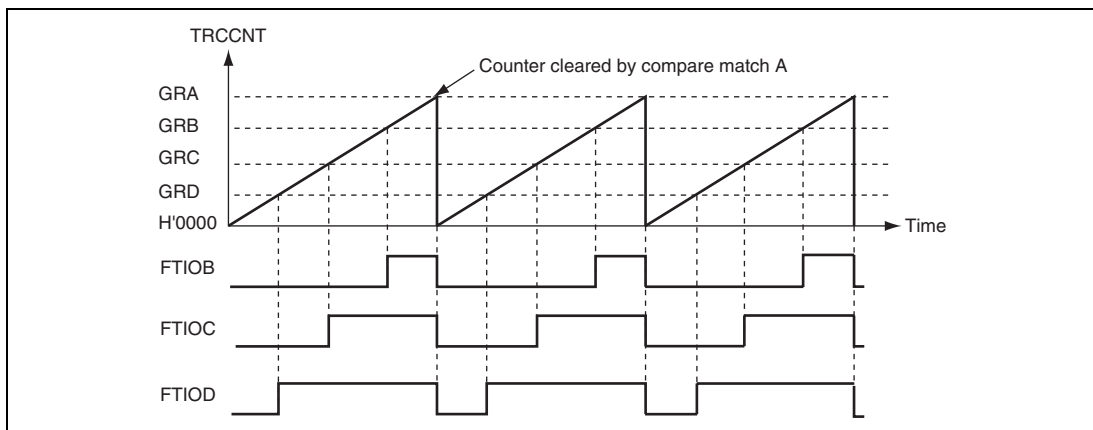 TRCCNT
Counter cleared by compare match A
GRA
GRB
GRC
GRD
H'0000
Time
FTIOB
FTIOC
FTIOD